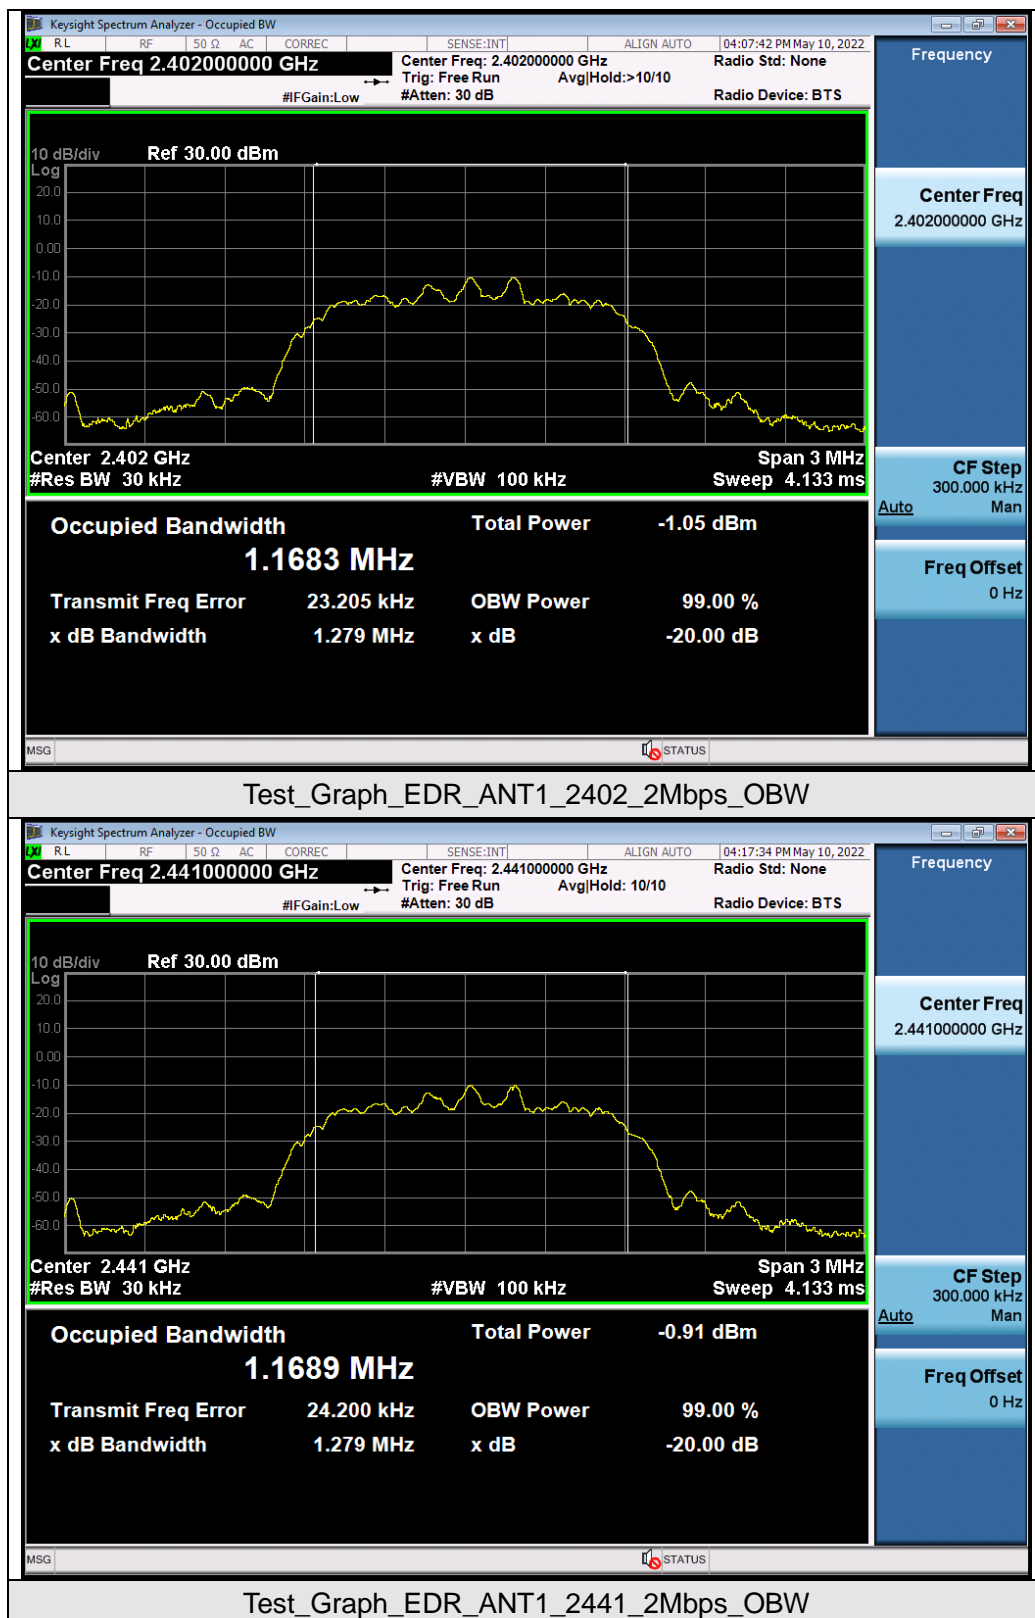 Keysight Spectrum Analyzer - Occupied BW
LXI RL RF 50 Ω AC CORREC SENSE:INT ALIGN AUTO 04:07:42 PM May 10, 2022
Center Freq 2.402000000 GHz
Center Freq: 2.402000000 GHz Radio Std: None
Trig: Free Run Avg|Hold:>10/10
#IFGain:Low #Atten: 30 dB Radio Device: BTS
Frequency
10 dB/div Ref 30.00 dBm
Log
20.0
10.0
0.00
-10.0
-20.0
-30.0
-40.0
-50.0
-60.0
Center 2.402 GHz Span 3 MHz
#Res BW 30 kHz #VBW 100 kHz Sweep 4.133 ms
Center Freq
2.402000000 GHz
CF Step
300.000 kHz
Auto Man
Freq Offset
0 Hz
Occupied Bandwidth Total Power -1.05 dBm
1.1683 MHz
Transmit Freq Error 23.205 kHz OBW Power 99.00 %
x dB Bandwidth 1.279 MHz x dB -20.00 dB
MSG STATUS
Test_Graph_EDR_ANT1_2402_2Mbps_OBW
Keysight Spectrum Analyzer - Occupied BW
LXI RL RF 50 Ω AC CORREC SENSE:INT ALIGN AUTO 04:17:34 PM May 10, 2022
Center Freq 2.441000000 GHz
Center Freq: 2.441000000 GHz Radio Std: None
Trig: Free Run Avg|Hold: 10/10
#IFGain:Low #Atten: 30 dB Radio Device: BTS
Frequency
10 dB/div Ref 30.00 dBm
Log
20.0
10.0
0.00
-10.0
-20.0
-30.0
-40.0
-50.0
-60.0
Center 2.441 GHz Span 3 MHz
#Res BW 30 kHz #VBW 100 kHz Sweep 4.133 ms
Center Freq
2.441000000 GHz
CF Step
300.000 kHz
Auto Man
Freq Offset
0 Hz
Occupied Bandwidth Total Power -0.91 dBm
1.1689 MHz
Transmit Freq Error 24.200 kHz OBW Power 99.00 %
x dB Bandwidth 1.279 MHz x dB -20.00 dB
MSG STATUS
Test_Graph_EDR_ANT1_2441_2Mbps_OBW